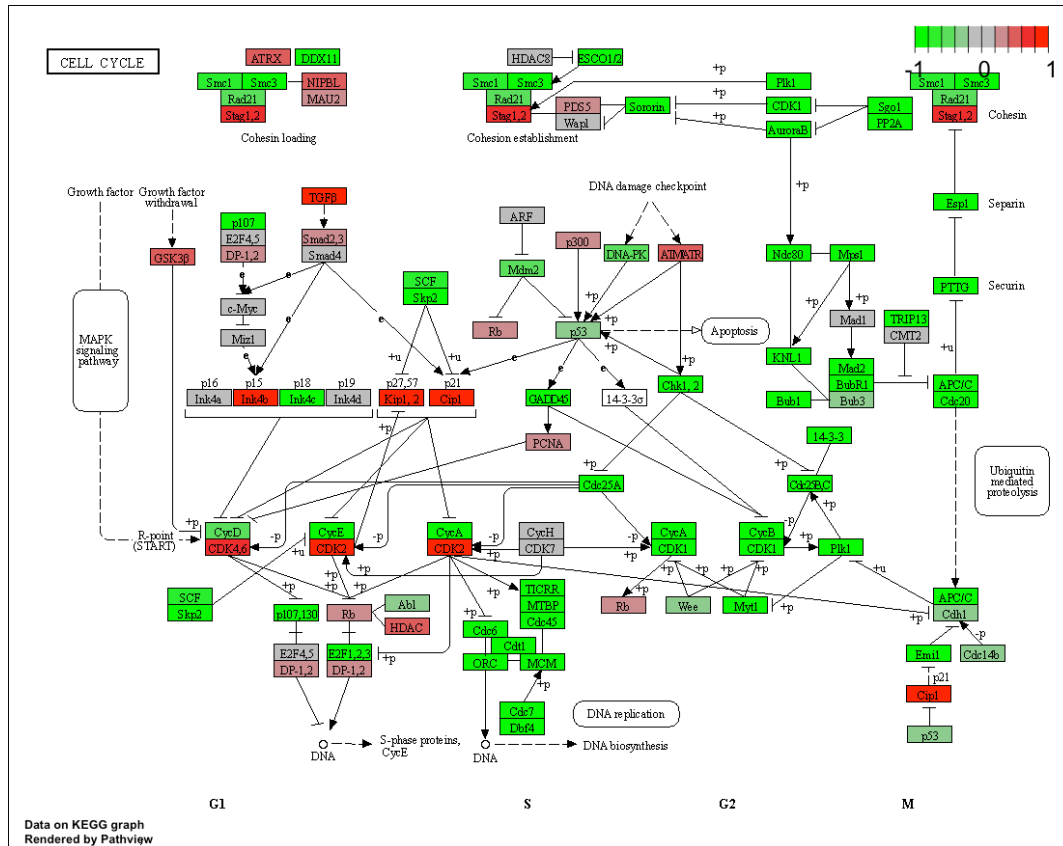 CELL CYCLE
ATRX
DDX11
HDAC8
ESCO1/2
-1
0
1
Smc1
Smc3
NIPBL
Rad21
MAU2
Stag1,2
Cohesin loading
Smc1
Smc3
Rad21
Stag1,2
PDS5
Wapl
Sororin
Cohesion establishment
+p
Plk1
+p
CDK1
+p
AuroraB
Sgo1
PP2A
Smc1
Smc3
Rad21
Stag1,2
Cohesin
+p
Growth factor
Growth factor
withdrawal
TGFβ
DNA damage checkpoint
GSK3β
p107
E2F4,5
DP-1,2
Smad2,3
Smad4
ARF
p300
DNA-PK
ATMATR
Mdm2
Esp1
Separin
Ndc80
Mps1
PTTG
Securin
SCF
Skp2
e
e
c-Myc
Miz1
e
e
Rb
p53
+p
+p
+p
Apoptosis
+p
+p
+p
Mad1
TRIP13
CMT2
MAPK
signaling
pathway
+u
+u
e
e
e
+p
Chk1, 2
KNL1
Mad2
BubR1
Bub3
Bub1
+u
APC/C
Cdc20
p16
Ink4a
p15
Ink4b
p18
Ink4c
p19
Ink4d
p27,57
Kip1, 2
p21
Cip1
GADD45
14-3-3σ
+p
PCNA
14-3-3
+p
+p
Cdc25A
Cdc25B,C
Ubiquitin
mediated
proteolysis
R-point
(START)
+p
CycD
CDK4,6
-p
CycE
CDK2
-p
CycA
CDK2
-p
+p
CycH
CDK7
+p
CycA
CDK1
CycB
CDK1
-p
+p
+p
Plk1
+u
+u
+p
+p
+p
+p
SCF
Skp2
p107,130
Rb
Abl
HDAC
+p
TICRR
MTBP
Cdc45
+p
Cdc6
Cdt1
ORC
MCM
Rb
+p
Wee
Myt1
+p
+p
APC/C
Cdh1
-p
Emi1
Cdc14b
E2F4,5
DP-1,2
E2F1,2,3
DP-1,2
+p
+p
Cdc7
Dbf4
p21
Cip1
p53
DNA replication
DNA
S-phase proteins,
CycE
DNA
DNA biosynthesis
G1
S
G2
M
Data on KEGG graph
Rendered by Pathview